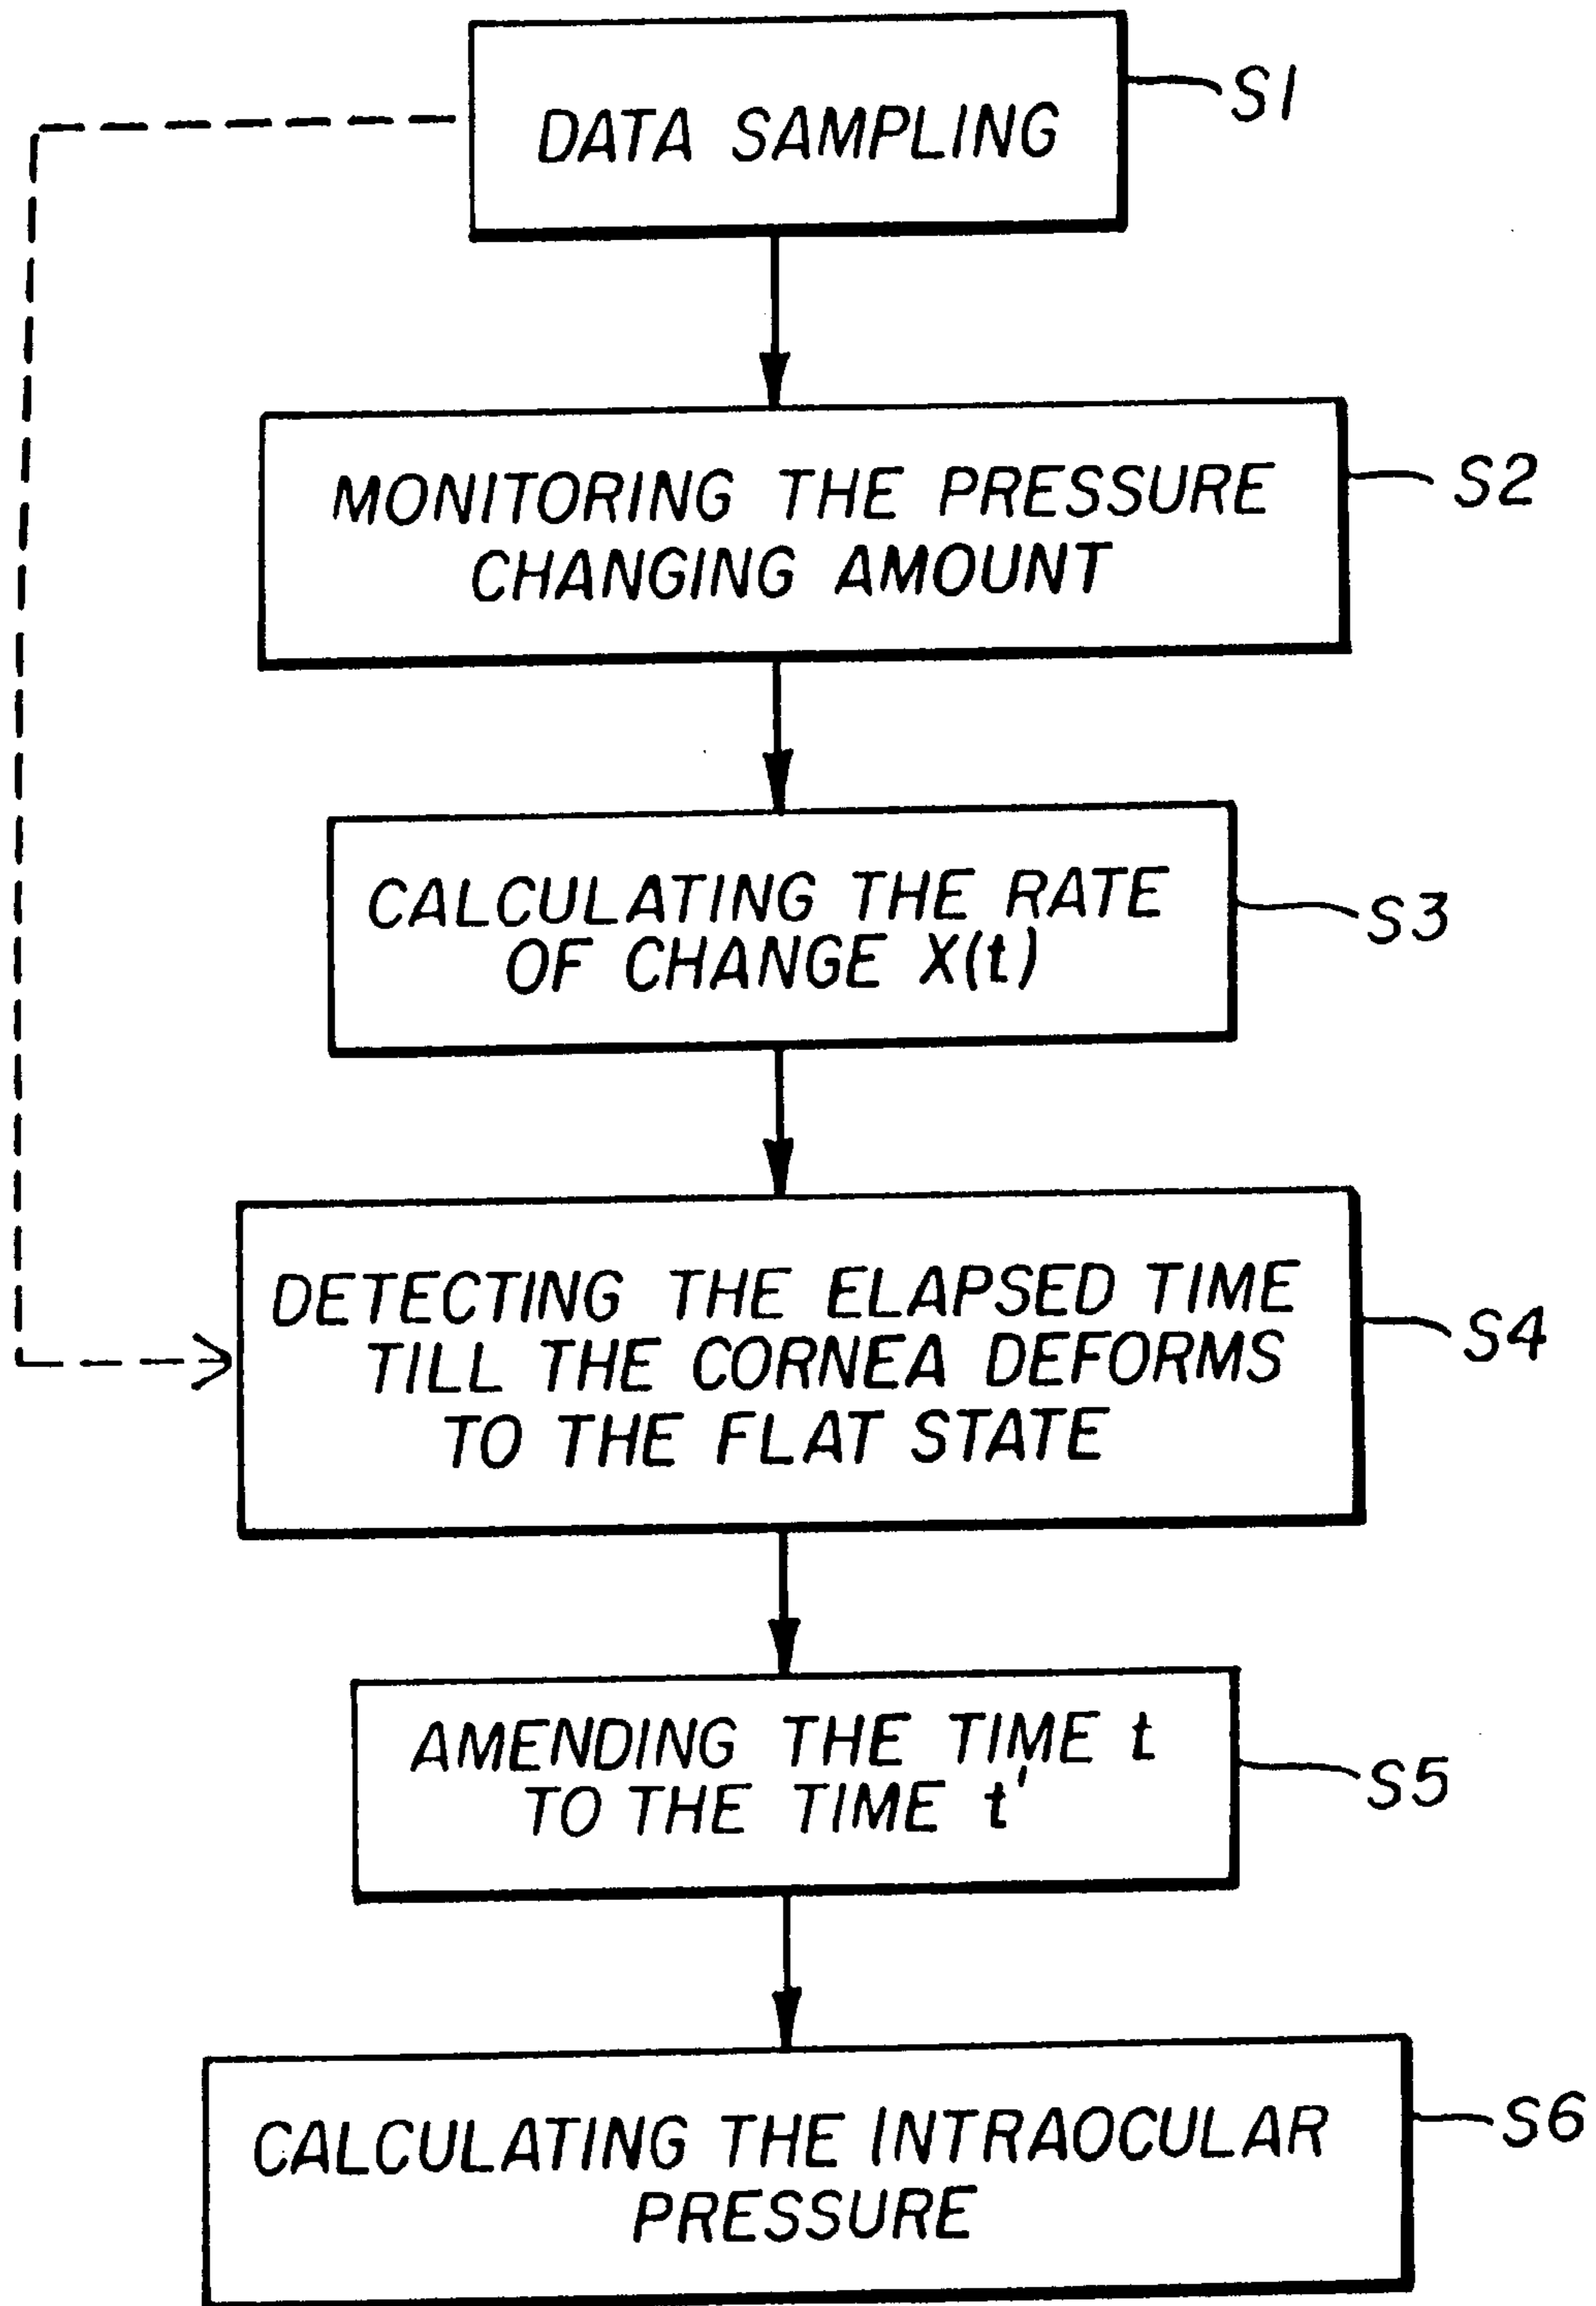 DATA SAMPLING
S1
MONITORING THE PRESSURE
CHANGING AMOUNT
S2
CALCULATING THE RATE
OF CHANGE X(t)
S3
DETECTING THE ELAPSED TIME
TILL THE CORNEA DEFORMS
TO THE FLAT STATE
S4
AMENDING THE TIME t
TO THE TIME t'
S5
CALCULATING THE INTRAOCULAR
PRESSURE
S6